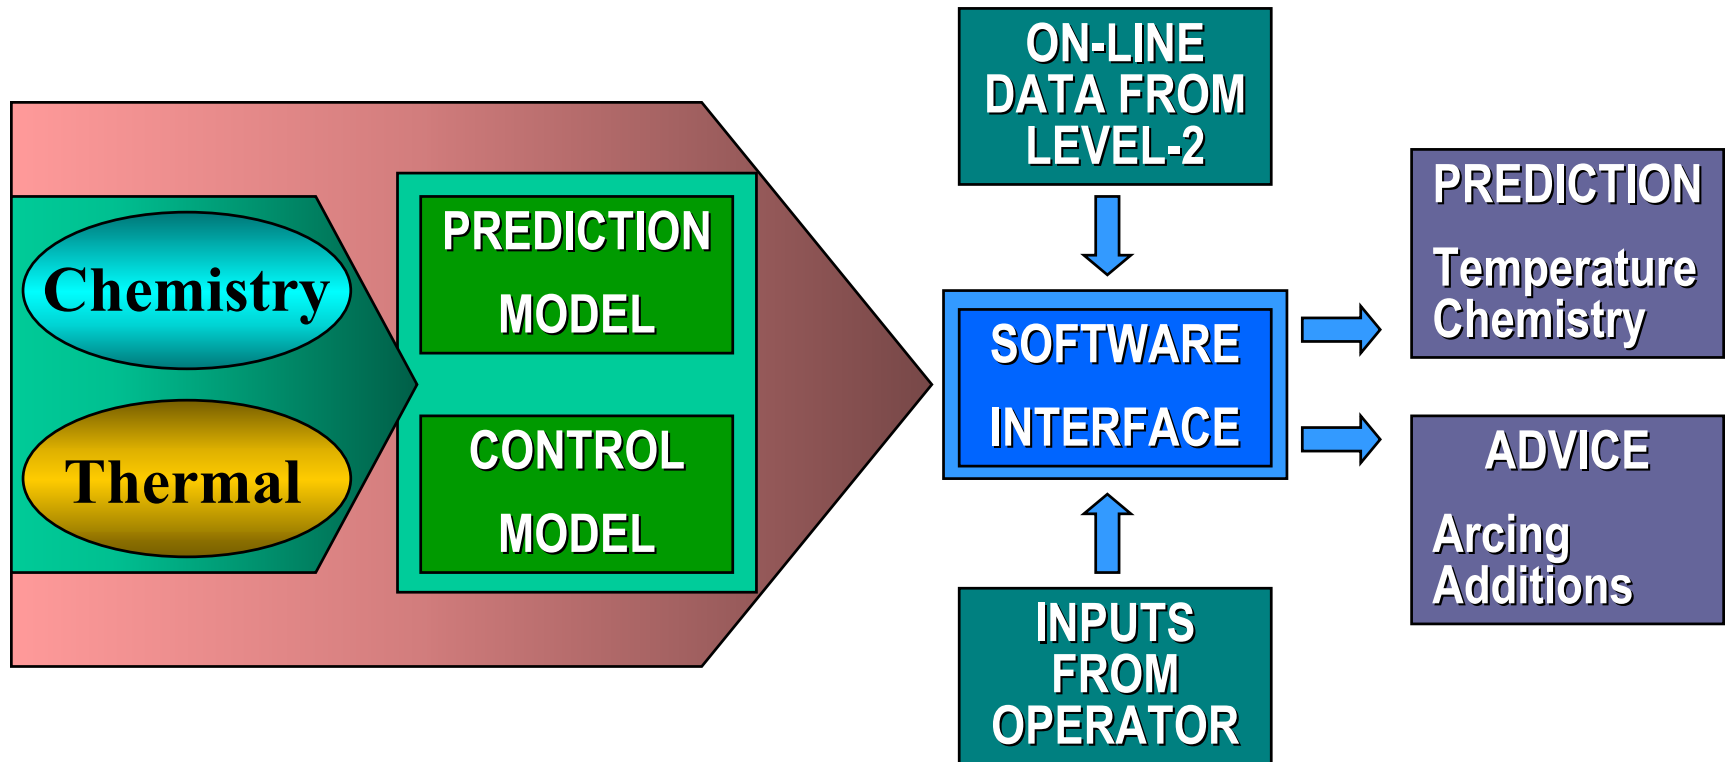 Chemistry
Thermal
PREDICTION
MODEL
CONTROL
MODEL
ON-LINE
DATA FROM
LEVEL-2
SOFTWARE
INTERFACE
INPUTS
FROM
OPERATOR
PREDICTION
Temperature
Chemistry
ADVICE
Arcing
Additions